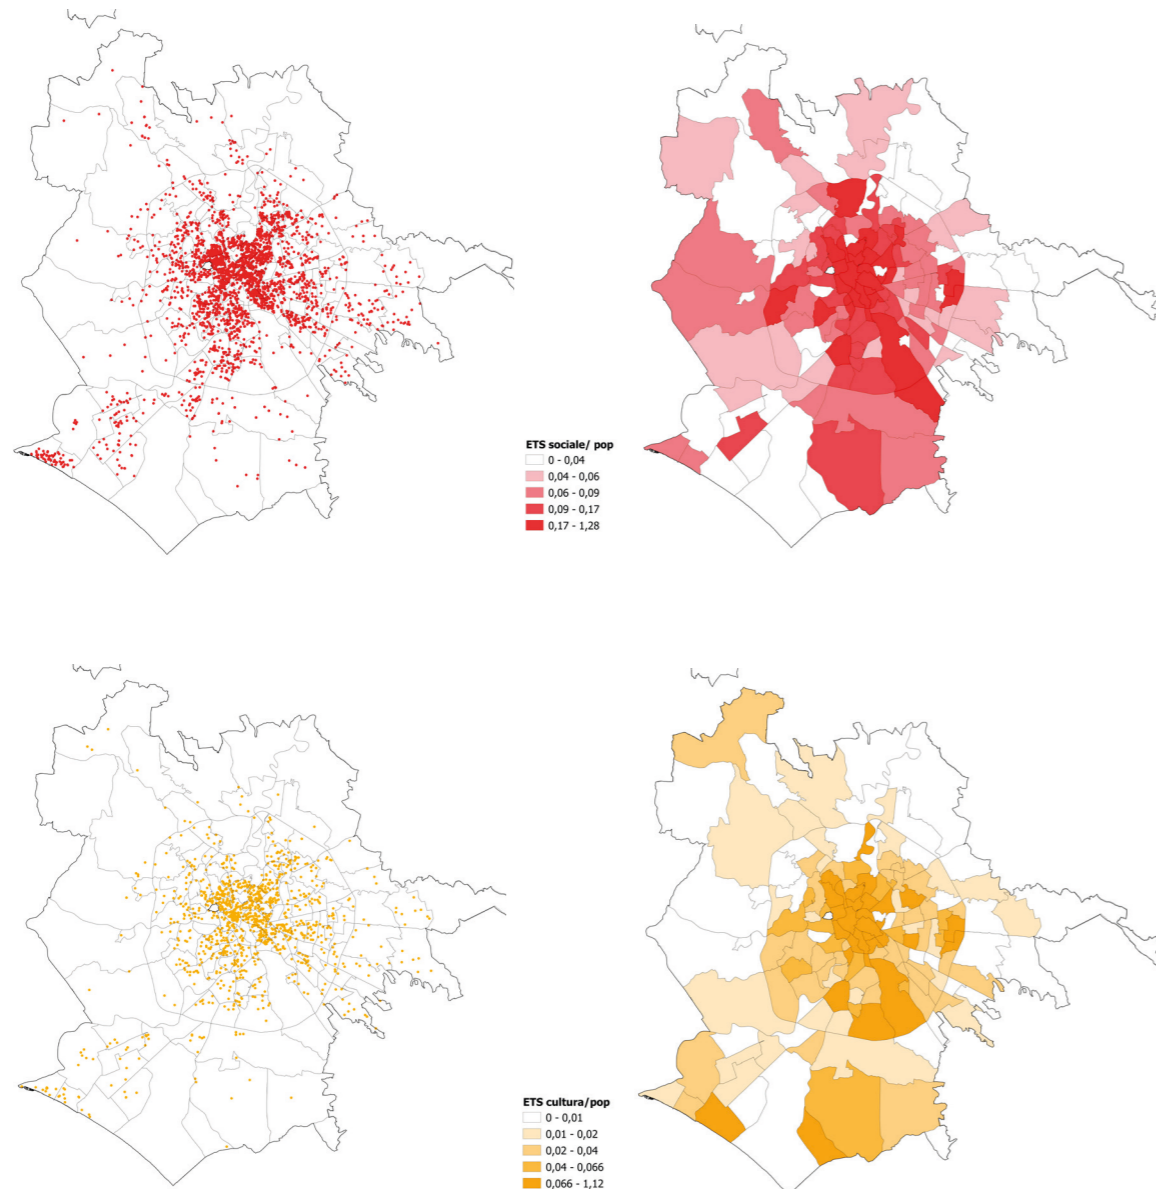 ETS sociale/ pop
0 - 0,04
0,04 - 0,06
0,06 - 0,09
0,09 - 0,17
0,17 - 1,28
ETS cultura/pop
0 - 0,01
0,01 - 0,02
0,02 - 0,04
0,04 - 0,066
0,066 - 1,12